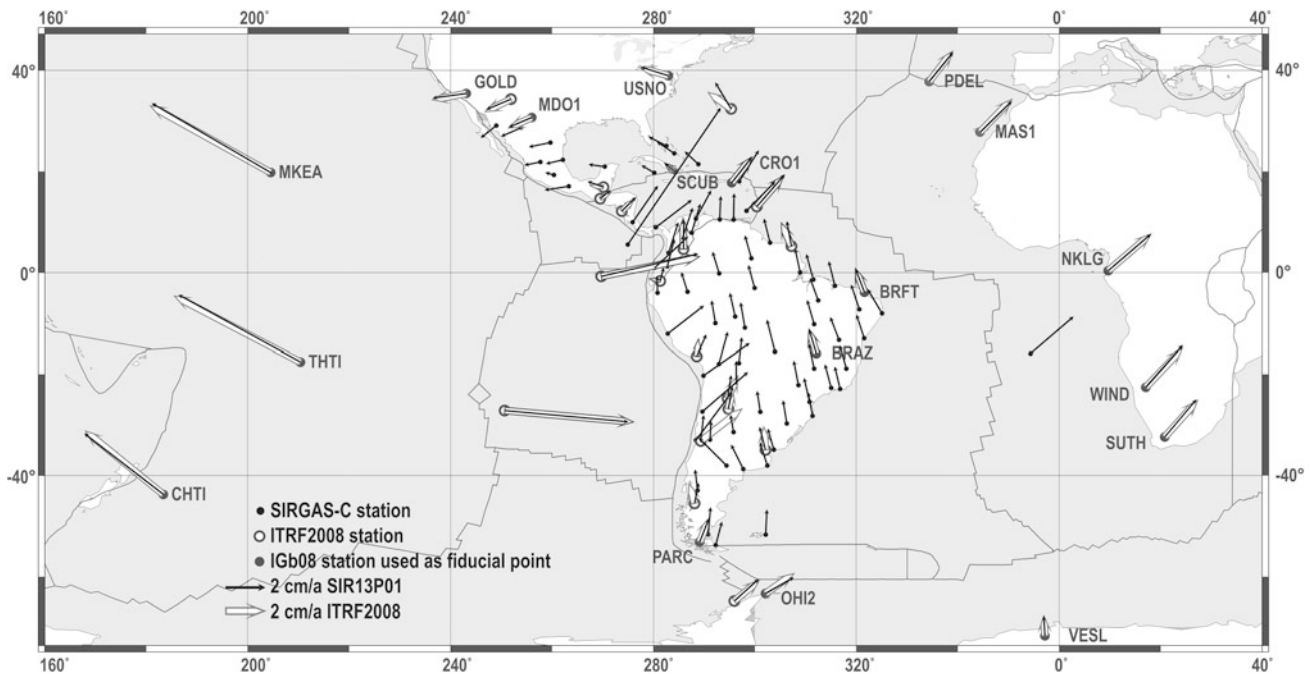 160° 200° 240° 280° 320° 0° 40°
40° 40°
PDEL
USNO
GOLD
MDO1
MAS1
CRO1
SCUB
MKEA
NKLG
0° 0°
BRFT
THTI
BRAZ
WIND
SUTH
-40° -40°
CHTI
SIRGAS-C station
ITRF2008 station
IGb08 station used as fiducial point
PARC
2 cm/a SIR13P01
OHI2
2 cm/a ITRF2008
VESL
160° 200° 240° 280° 320° 0° 40°